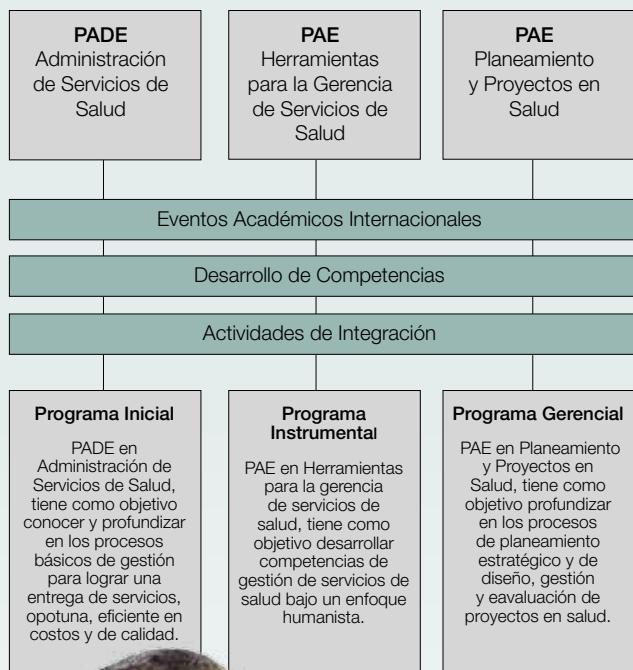 PADE
Administración
de Servicios de
Salud
PAE
Herramientas
para la Gerencia
de Servicios de
Salud
PAE
Planeamiento
y Proyectos en
Salud
Eventos Académicos Internacionales
Desarrollo de Competencias
Actividades de Integración
Programa Inicial
PADE en
Administración de
Servicios de Salud,
tiene como objetivo
conocer y profundizar
en los procesos
básicos de gestión
para lograr una
entrega de servicios,
opotuna, eficiente en
costos y de calidad.
Programa
Instrumental
PAE en Herramientas
para la gerencia
de servicios de
salud, tiene como
objetivo desarrollar
competencias de
gestión de servicios de
salud bajo un enfoque
humanista.
Programa Gerencial
PAE en Planeamiento
y Proyectos en
Salud, tiene como
objetivo profundizar
en los procesos
de planeamiento
estratégico y de
diseño, gestión
y eavaluación de
proyectos en salud.